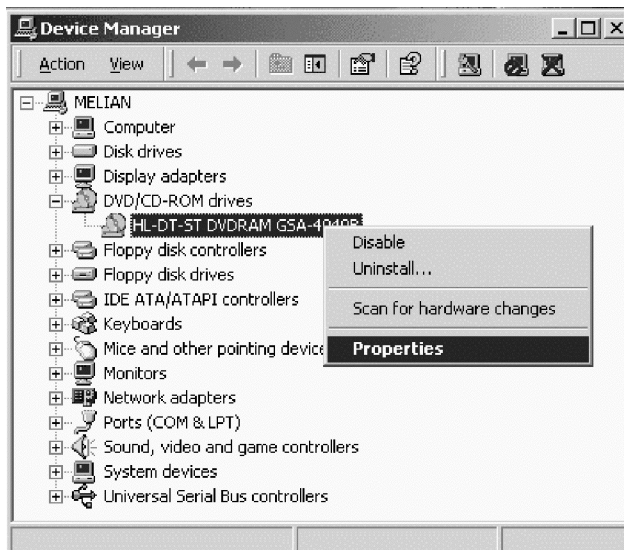 Device Manager
Action View
MELIAN
Computer
Disk drives
Display adapters
DVD/CD-ROM drives
HL-DT-ST DVDRAM
Floppy disk controllers
Floppy disk drives
IDE ATA/ATAPI controllers
Keyboards
Mice and other pointing device
Monitors
Network adapters
Ports (COM & LPT)
Sound, video and game controllers
System devices
Universal Serial Bus controllers
Disable
Uninstall...
Scan for hardware changes
Properties